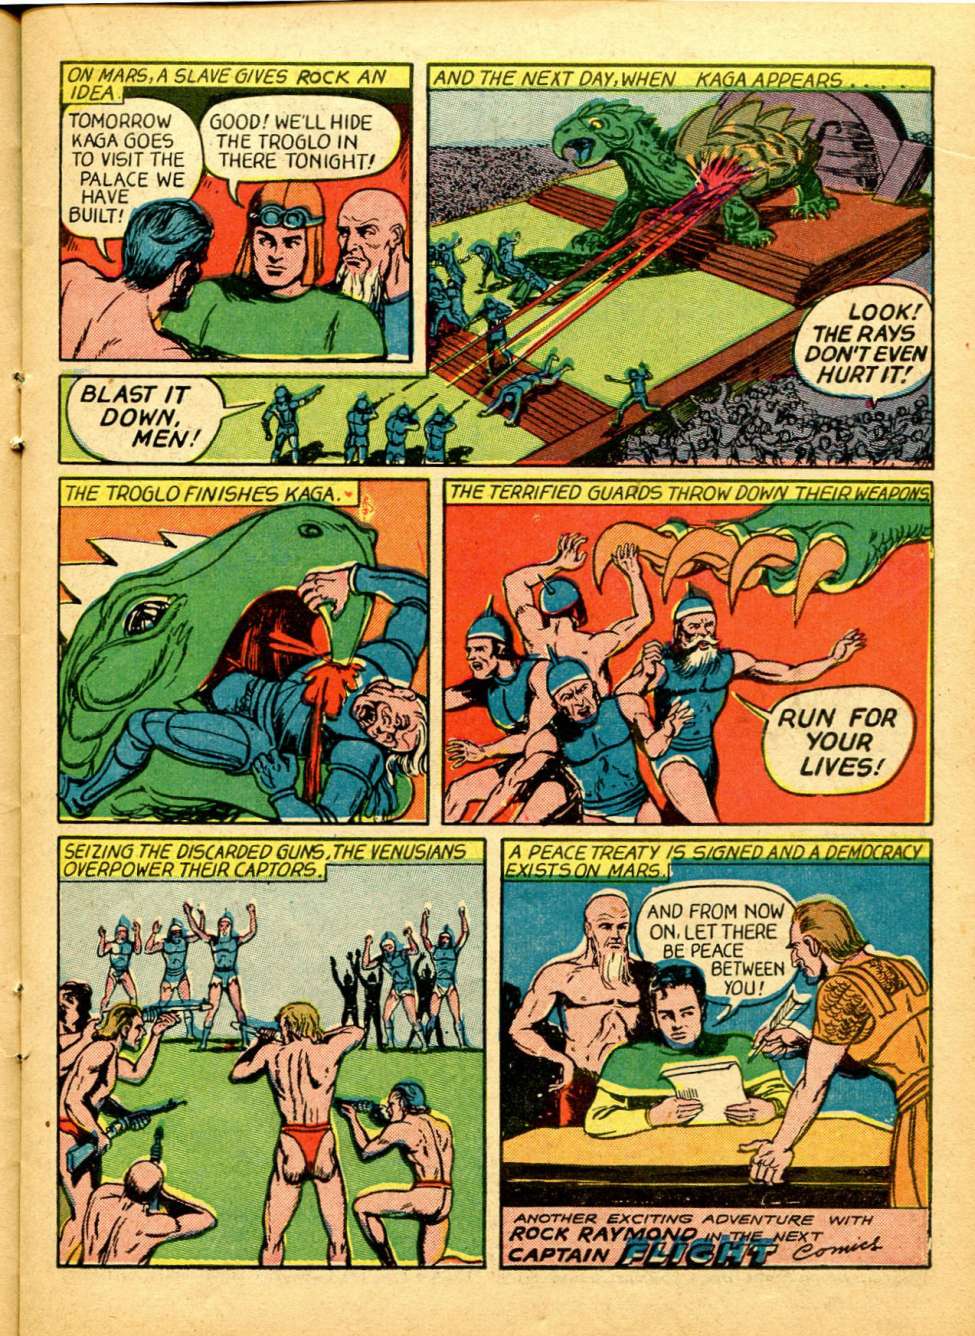 ON MARS, A SLAVE GIVES ROCK AN
IDEA.
TOMORROW
KAGA GOES
TO VISIT THE
PALACE WE
HAVE
BUILT!
GOOD! WE'LL HIDE
THE TROGLO IN
THERE TONIGHT!
AND THE NEXT DAY, WHEN KAGA APPEARS......
LOOK!
THE RAYS
DON'T EVEN
HURT IT!
BLAST IT
DOWN,
MEN!
THE TROGLO FINISHES KAGA.
THE TERRIFIED GUARDS THROW DOWN THEIR WEAPONS
RUN FOR
YOUR
LIVES!
SEIZING THE DISCARDED GUNS, THE VENUSIANS
OVERPOWER THEIR CAPTORS.
A PEACE TREATY IS SIGNED AND A DEMOCRACY
EXISTS ON MARS.
AND FROM NOW
ON, LET THERE
BE PEACE
BETWEEN
YOU!
ANOTHER EXCITING ADVENTURE WITH
ROCK RAYMOND IN THE NEXT
CAPTAIN FLIGHT Comics